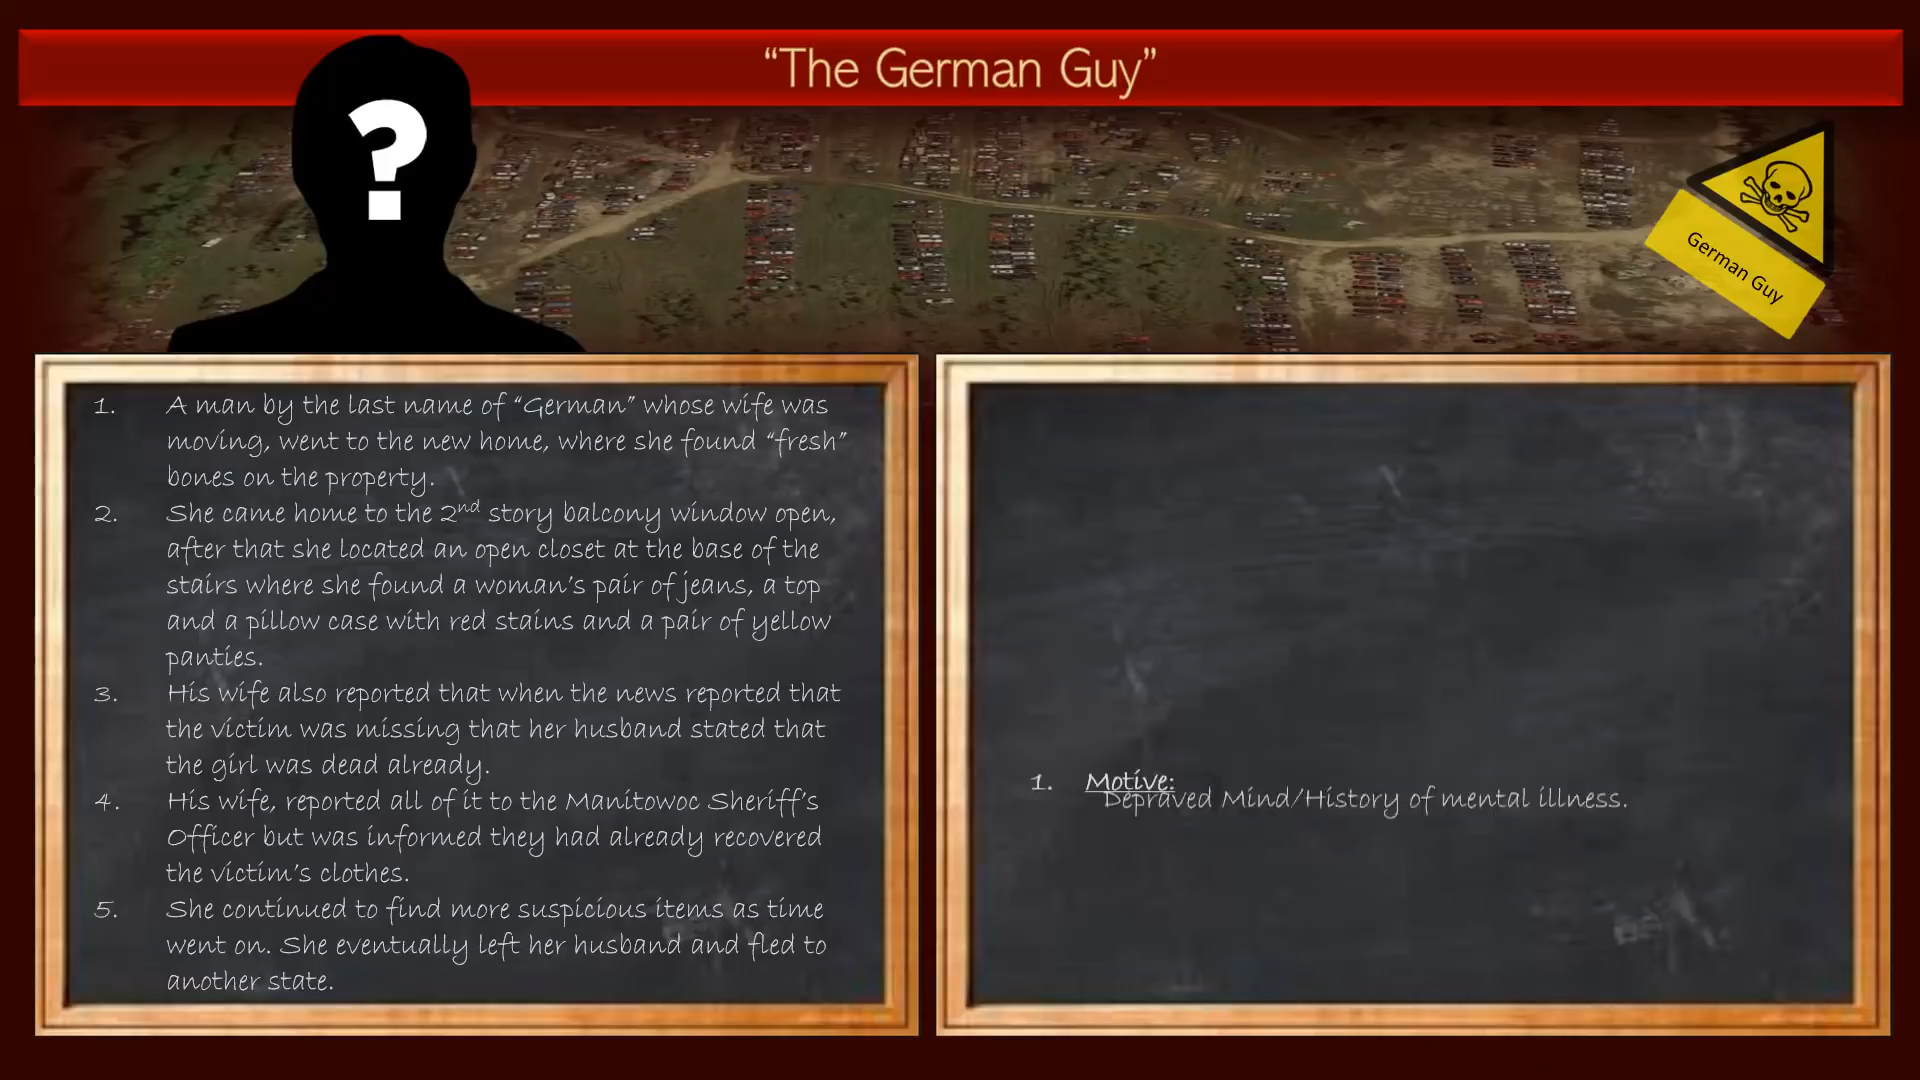 “The German Guy”
?
German Guy
1. A man by the last name of “German” whose wife was
moving, went to the new home, where she found “fresh”
bones on the property.
2. She came home to the 2nd story balcony window open,
after that she located an open closet at the base of the
stairs where she found a woman’s pair of jeans, a top
and a pillow case with red stains and a pair of yellow
panties.
3. His wife also reported that when the news reported that
the victim was missing that her husband stated that
the girl was dead already.
4. His wife, reported all of it to the Manitowoc Sheriff’s
Officer but was informed they had already recovered
the victim’s clothes.
5. She continued to find more suspicious items as time
went on. She eventually left her husband and fled to
another state.
1. Motive:
Depraved Mind/History of mental illness.